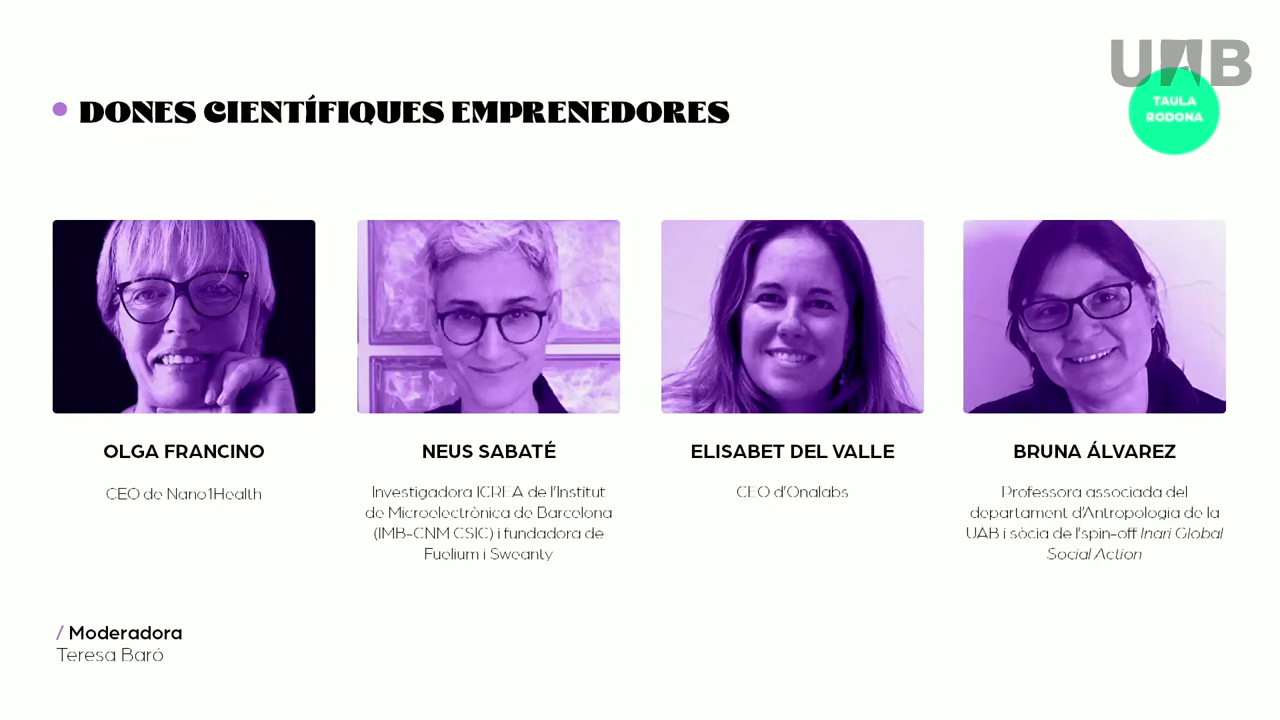 UAB
TAULA
RODONA
DONES CIENTÍFIQUES EMPRENEDORES
OLGA FRANCINO
CEO de Nano1Health
NEUS SABATÉ
Investigadora ICREA de l'Institut
de Microelectrònica de Barcelona
(IMB-CNM CSIC) i fundadora de
Fuelium i Sweanty
ELISABET DEL VALLE
CEO d'Onalabs
BRUNA ÁLVAREZ
Professora associada del
departament d'Antropologia de la
UAB i sòcia de l'spin-off Inari Global
Social Action
/ Moderadora
Teresa Baró